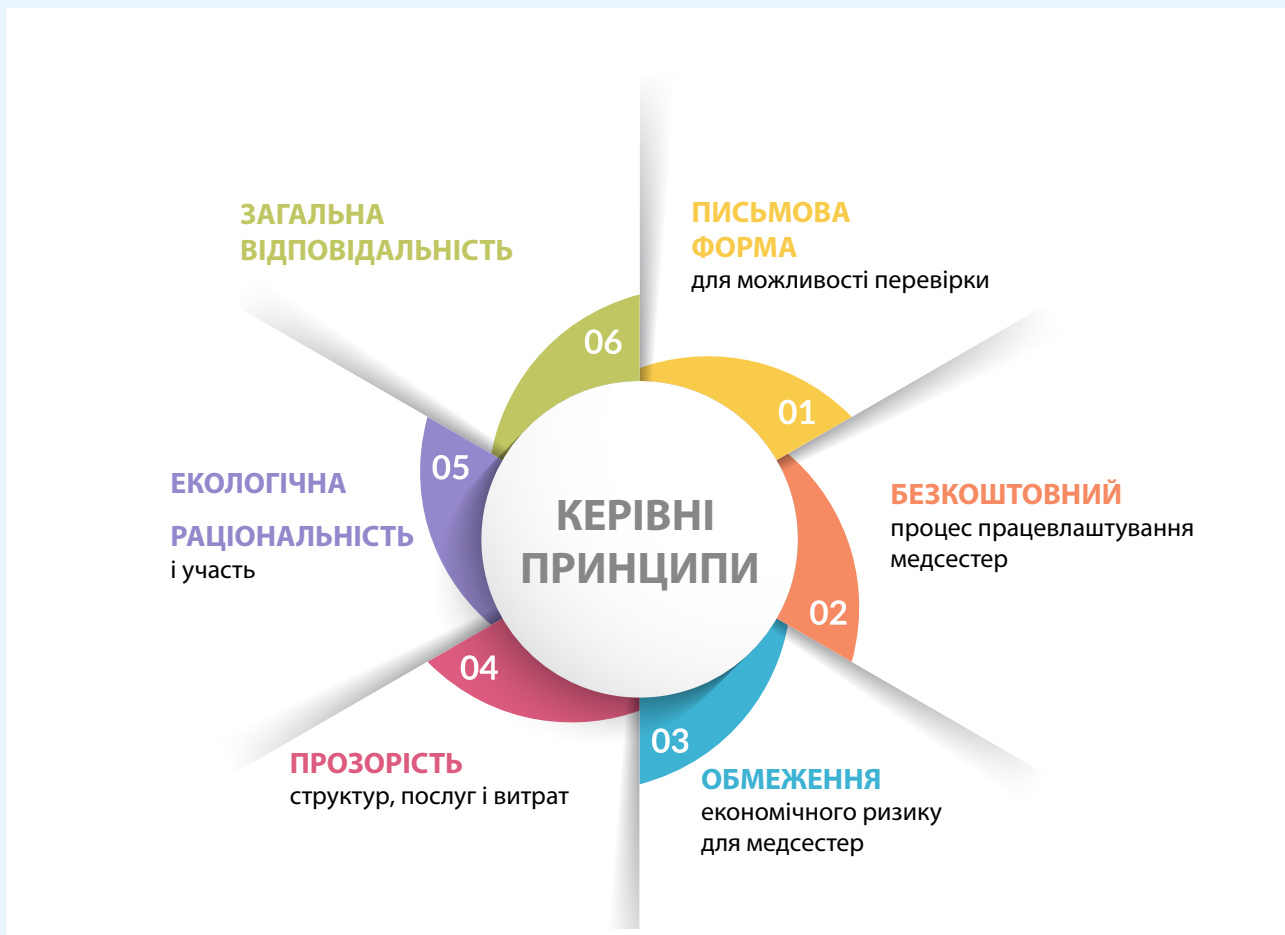 КЕРІВНІ
ПРИНЦИПИ
01
ПИСЬМОВА
ФОРМА
для можливості перевірки
02
БЕЗКОШТОВНИЙ
процес працевлаштування
медсестер
03
ОБМЕЖЕННЯ
економічного ризику
для медсестер
04
ПРОЗОРІСТЬ
структур, послуг і витрат
05
ЕКОЛОГІЧНА
РАЦІОНАЛЬНІСТЬ
і участь
06
ЗАГАЛЬНА
ВІДПОВІДАЛЬНІСТЬ